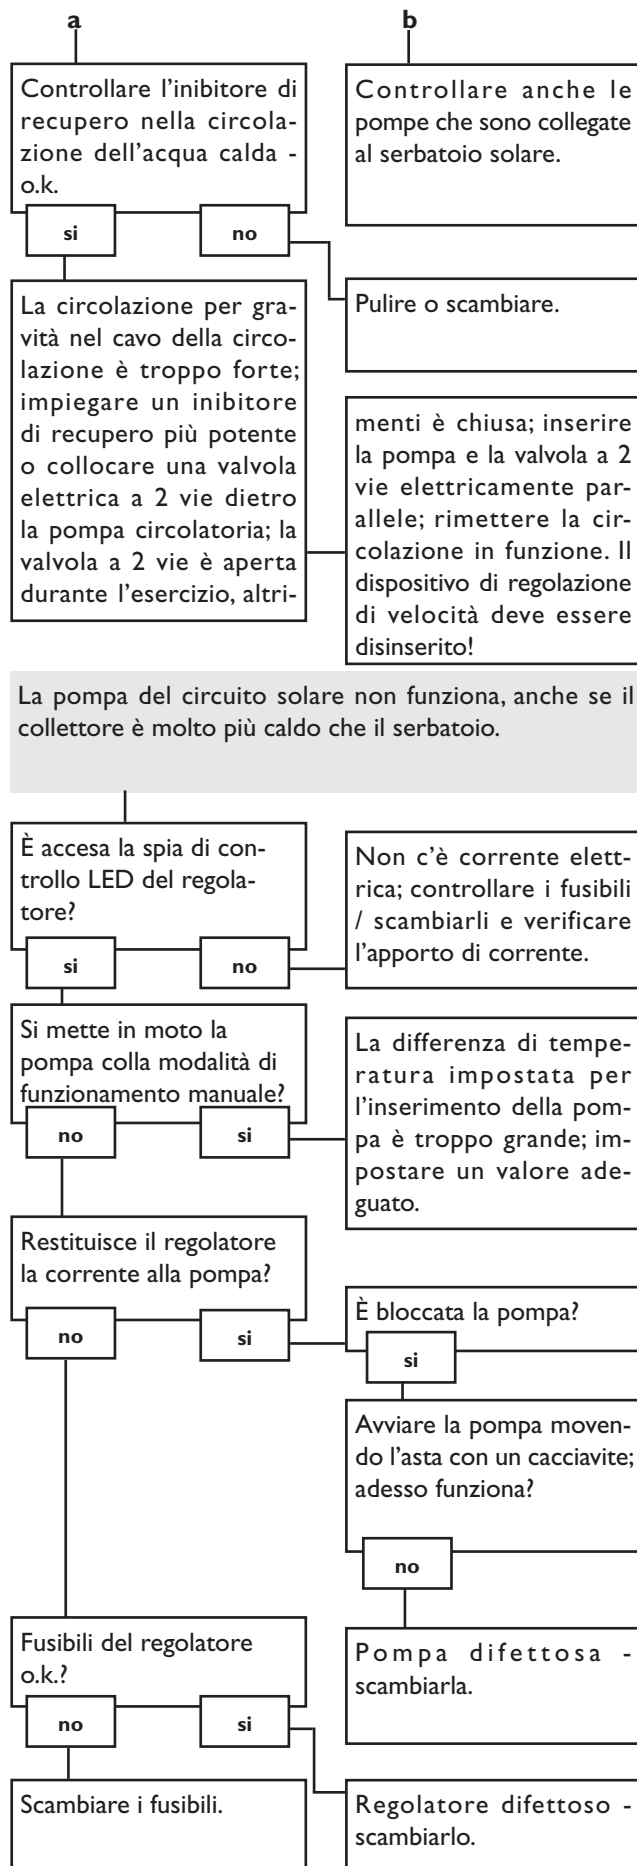 a
b
Controllare l'inibitore di
recupero nella circola-
zione dell'acqua calda -
o.k.
si
no
Controllare anche le
pompe che sono collegate
al serbatoio solare.
Pulire o scambiare.
La circolazione per gra-
vità nel cavo della circo-
lazione è troppo forte;
impiegare un inibitore
di recupero più potente
o collocare una valvola
elettrica a 2 vie dietro
la pompa circolatoria; la
valvola a 2 vie è aperta
durante l'esercizio, altri-
menti è chiusa; inserire
la pompa e la valvola a 2
vie elettricamente par-
allele; rimettere la cir-
colazione in funzione. Il
dispositivo di regolazione
di velocità deve essere
disinserito!
La pompa del circuito solare non funziona, anche se il
collettore è molto più caldo che il serbatoio.
È accesa la spia di con-
trollo LED del regola-
tore?
si
no
Non c'è corrente elett-
rica; controllare i fusibili
/ scambiarli e verificare
l'apporto di corrente.
Si mette in moto la
pompa colla modalità di
funzionamento manuale?
no
si
La differenza di tempe-
ratura impostata per
l'inserimento della pom-
pa è troppo grande; im-
postare un valore ade-
guato.
Restituisce il regolatore
la corrente alla pompa?
no
si
È bloccata la pompa?
si
Avviare la pompa moven-
do l'asta con un cacciavite;
adesso funziona?
no
Pompa difettosa -
scambiarla.
Fusibili del regolatore
o.k.?
no
si
Scambiare i fusibili.
Regolatore difettoso -
scambiarlo.